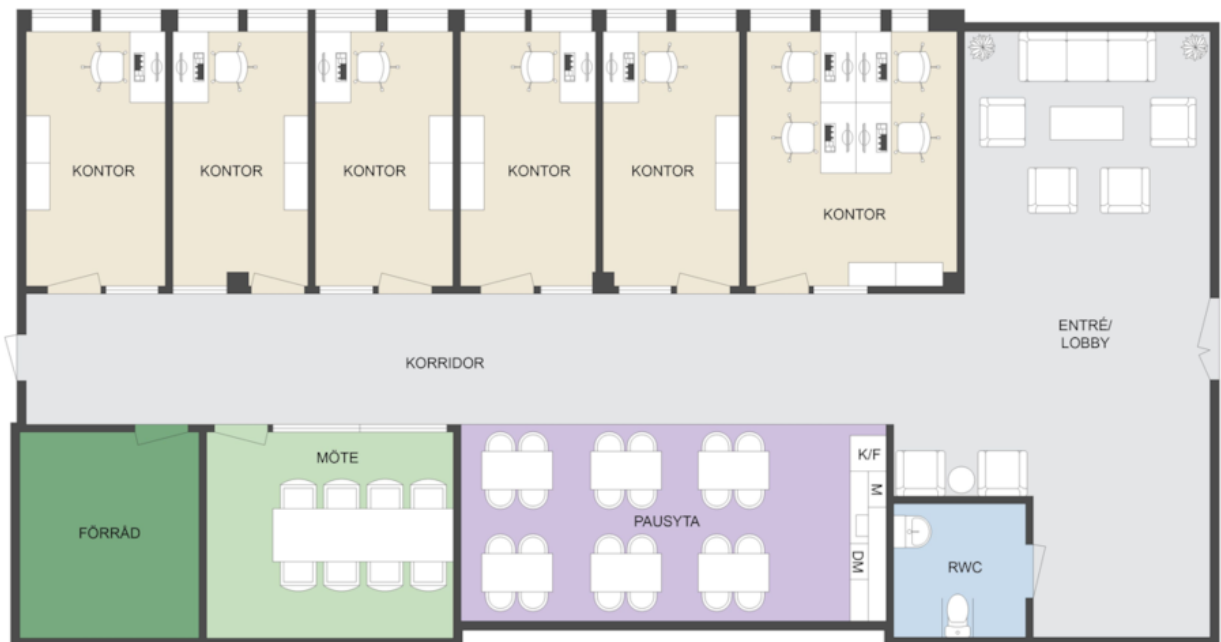 KONTOR
KONTOR
KONTOR
KONTOR
KONTOR
KONTOR
ENTRÉ/
LOBBY
KORRIDOR
MÖTE
K/F
M
PAUSYTA
FÖRRÅD
DM
RWC